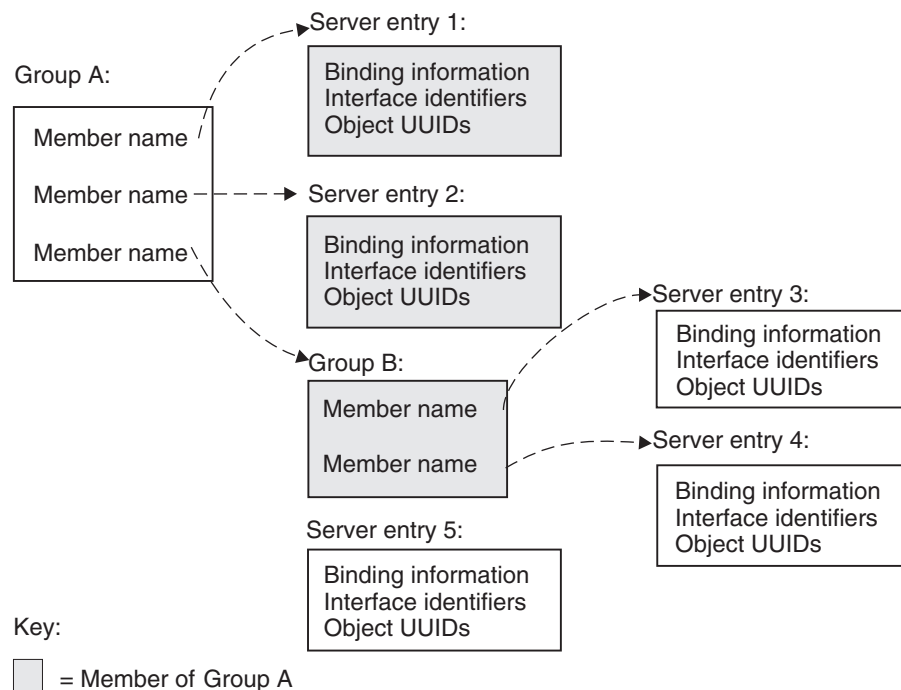 Server entry 1:
Binding information
Interface identifiers
Object UUIDs
Group A:
Member name
Member name
Member name
Server entry 2:
Binding information
Interface identifiers
Object UUIDs
Group B:
Member name
Member name
Server entry 3:
Binding information
Interface identifiers
Object UUIDs
Server entry 4:
Binding information
Interface identifiers
Object UUIDs
Server entry 5:
Binding information
Interface identifiers
Object UUIDs
Key:
= Member of Group A